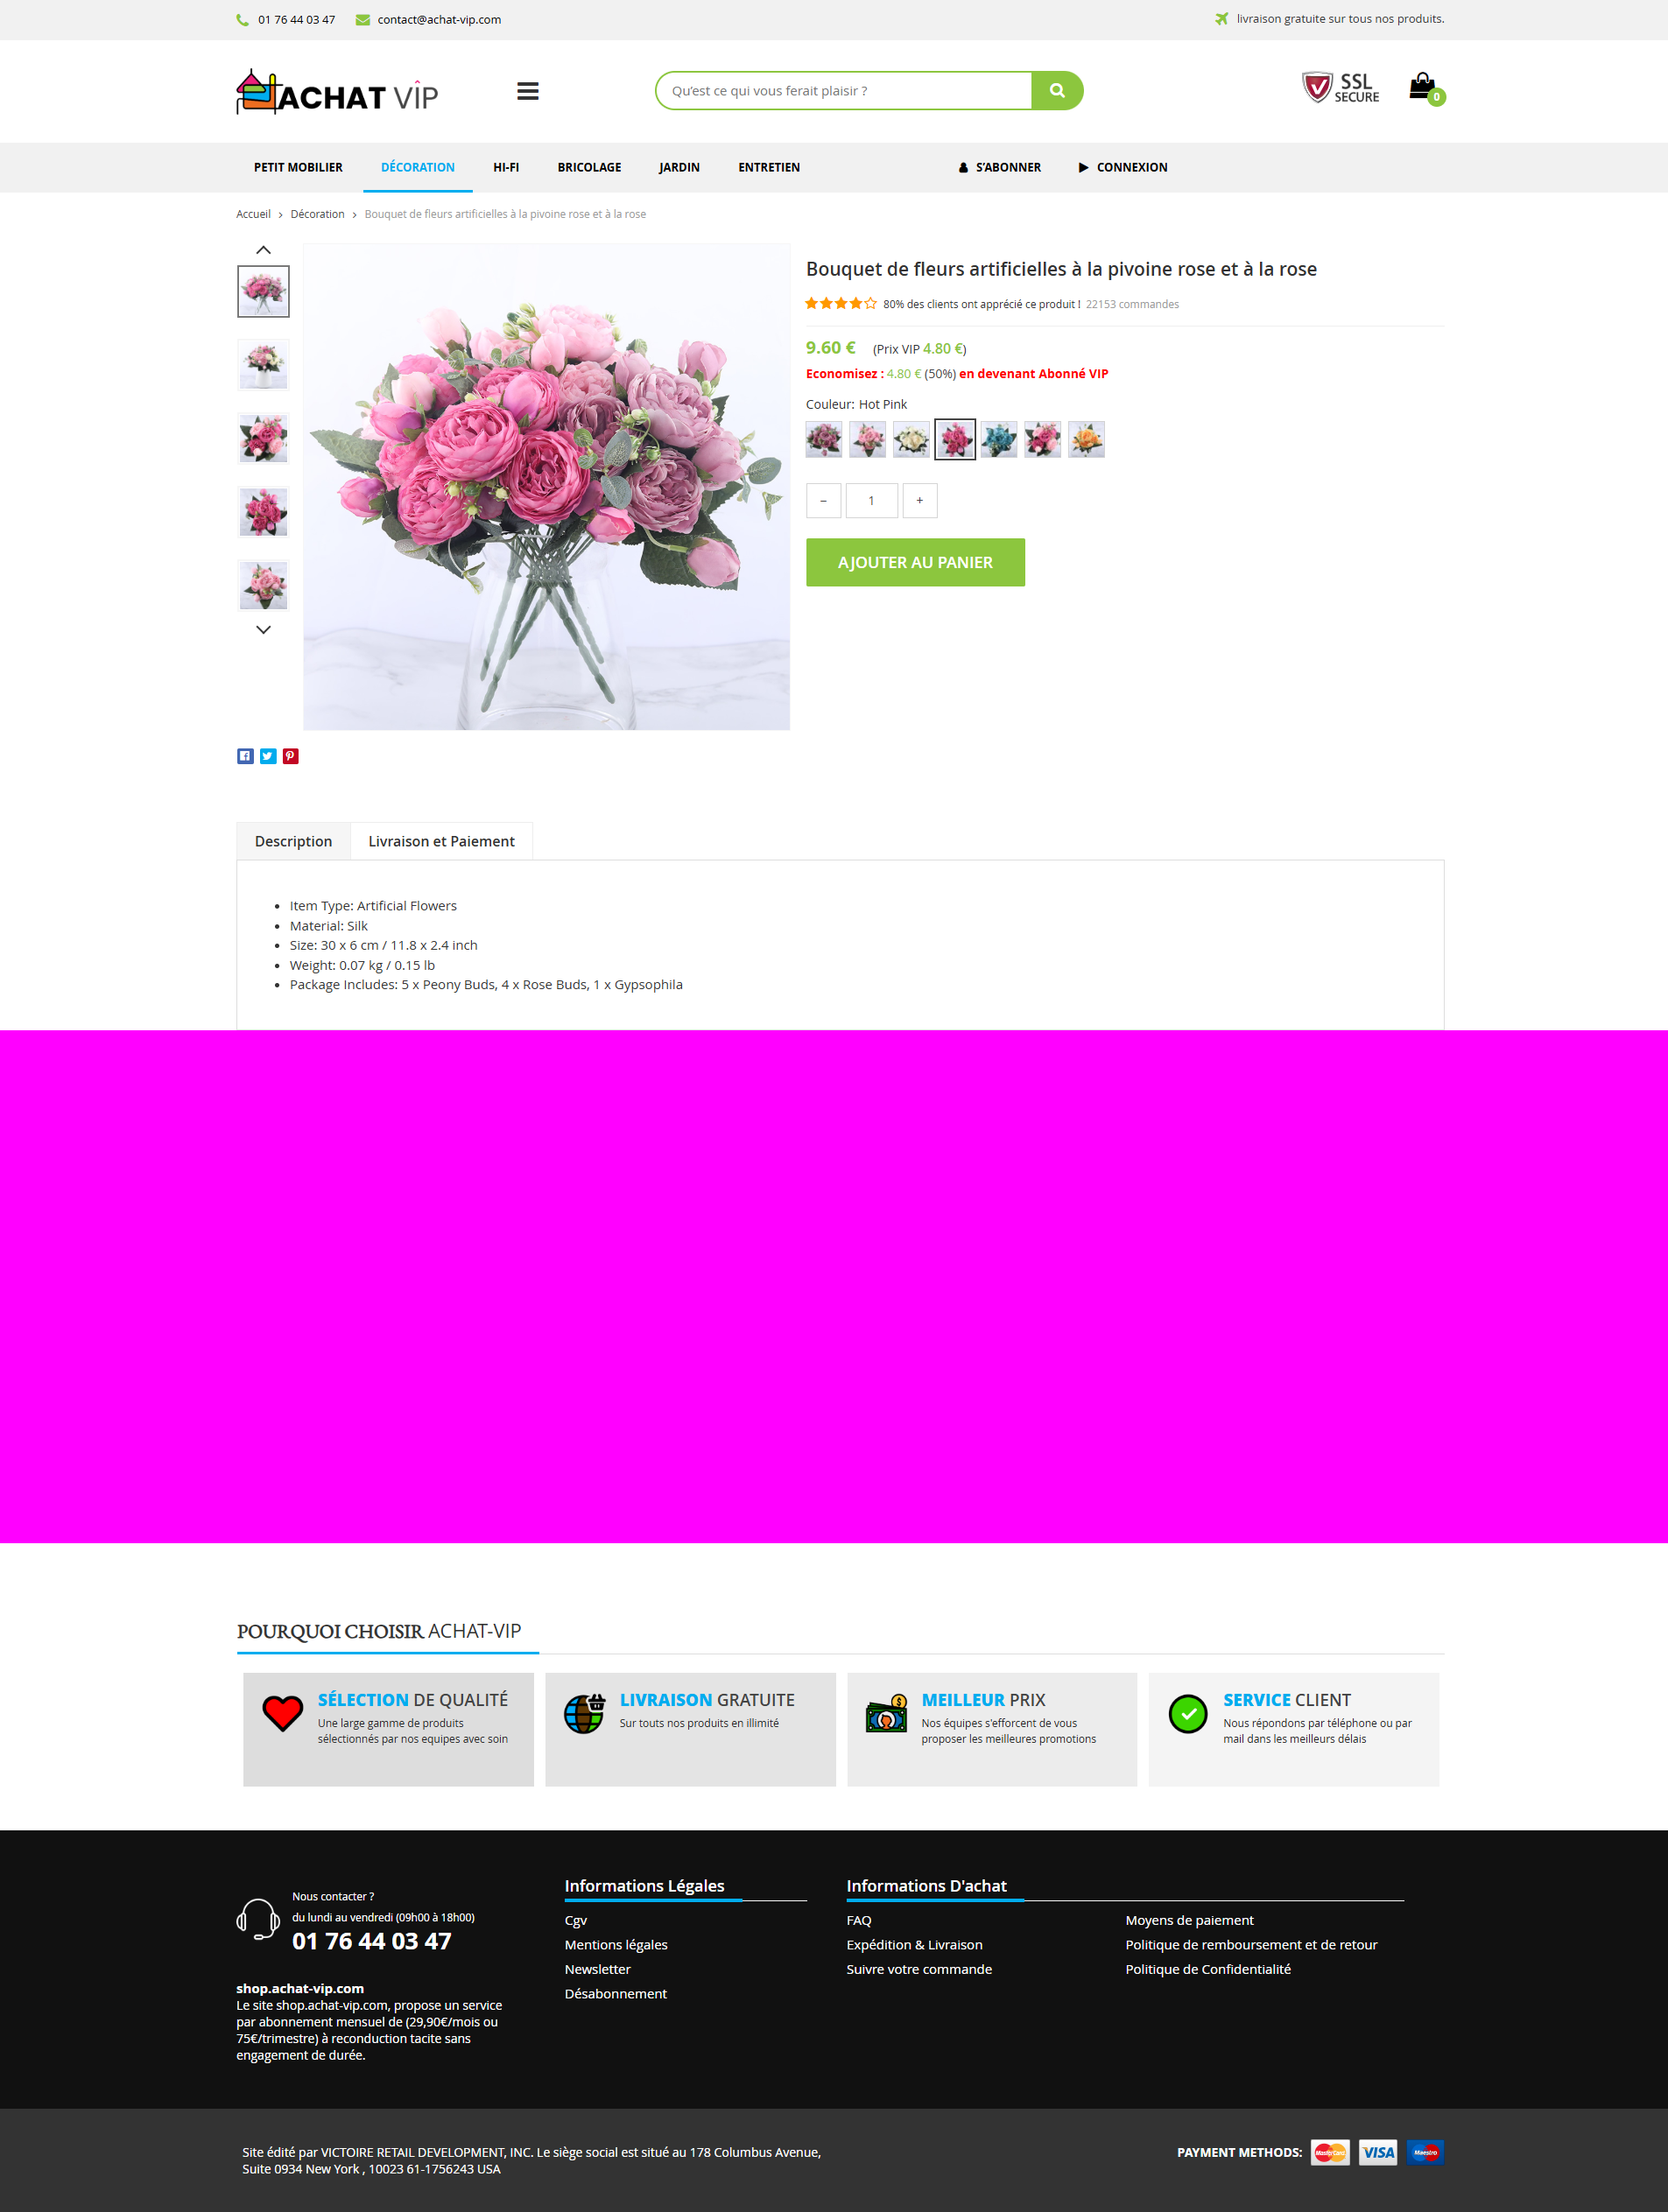 01 76 44 03 47 contact@achat-vip.com livraison gratuite sur tous nos produits.
ACHAT VIP
Qu'est ce qui vous ferait plaisir ?
SSL SECURE
0
PETIT MOBILIER DÉCORATION HI-FI BRICOLAGE JARDIN ENTRETIEN S'ABONNER CONNEXION
Accueil > Décoration > Bouquet de fleurs artificielles à la pivoine rose et à la rose
Bouquet de fleurs artificielles à la pivoine rose et à la rose
80% des clients ont apprécié ce produit ! 22153 commandes
9.60 € (Prix VIP 4.80 €)
Economisez : 4.80 € (50%) en devenant Abonné VIP
Couleur: Hot Pink
− 1 +
AJOUTER AU PANIER
Description Livraison et Paiement
• Item Type: Artificial Flowers
• Material: Silk
• Size: 30 x 6 cm / 11.8 x 2.4 inch
• Weight: 0.07 kg / 0.15 lb
• Package Includes: 5 x Peony Buds, 4 x Rose Buds, 1 x Gypsophila
POURQUOI CHOISIR ACHAT-VIP
SÉLECTION DE QUALITÉ
Une large gamme de produits
sélectionnés par nos equipes avec soin
LIVRAISON GRATUITE
Sur touts nos produits en illimité
MEILLEUR PRIX
Nos équipes s'efforcent de vous
proposer les meilleures promotions
SERVICE CLIENT
Nous répondons par téléphone ou par
mail dans les meilleurs délais
Nous contacter ?
du lundi au vendredi (09h00 à 18h00)
01 76 44 03 47
shop.achat-vip.com
Le site shop.achat-vip.com, propose un service
par abonnement mensuel de (29,90€/mois ou
75€/trimestre) à reconduction tacite sans
engagement de durée.
Informations Légales
Cgv
Mentions légales
Newsletter
Désabonnement
Informations D'achat
FAQ
Expédition & Livraison
Suivre votre commande
Moyens de paiement
Politique de remboursement et de retour
Politique de Confidentialité
Site édité par VICTOIRE RETAIL DEVELOPMENT, INC. Le siège social est situé au 178 Columbus Avenue,
Suite 0934 New York , 10023 61-1756243 USA
PAYMENT METHODS: MasterCard VISA Maestro